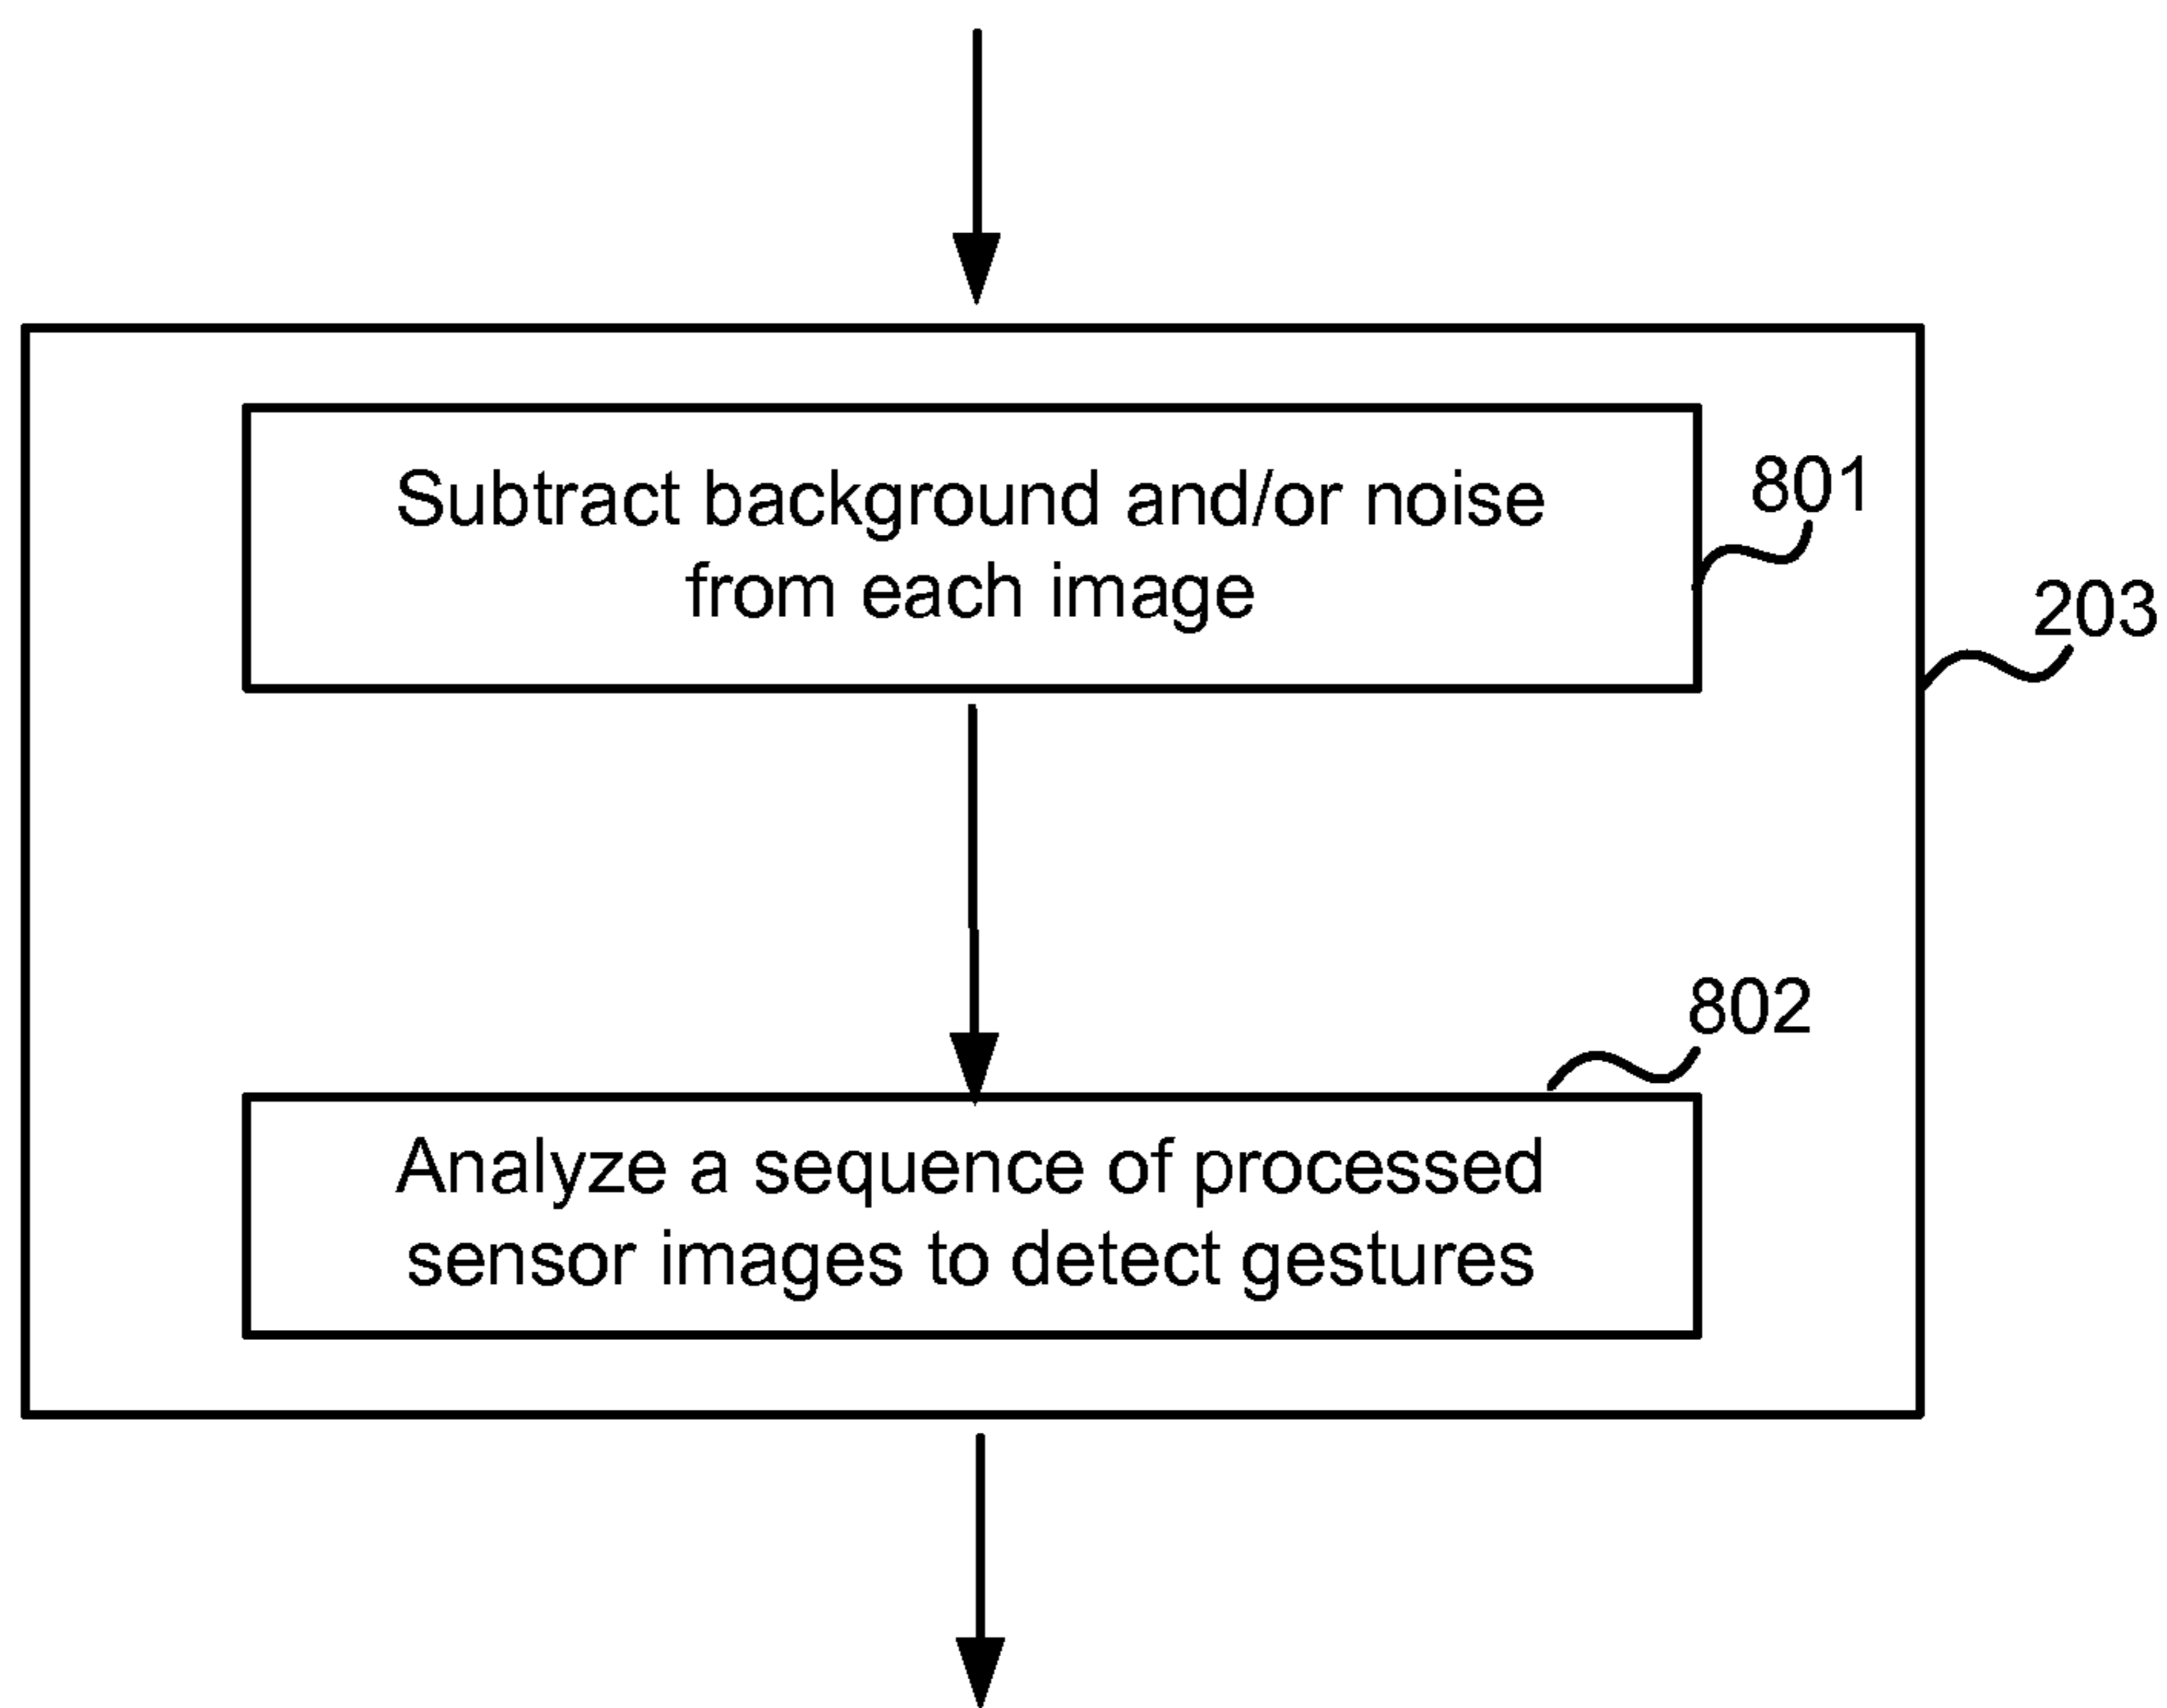 Subtract background and/or noise
from each image
801
203
802
Analyze a sequence of processed
sensor images to detect gestures